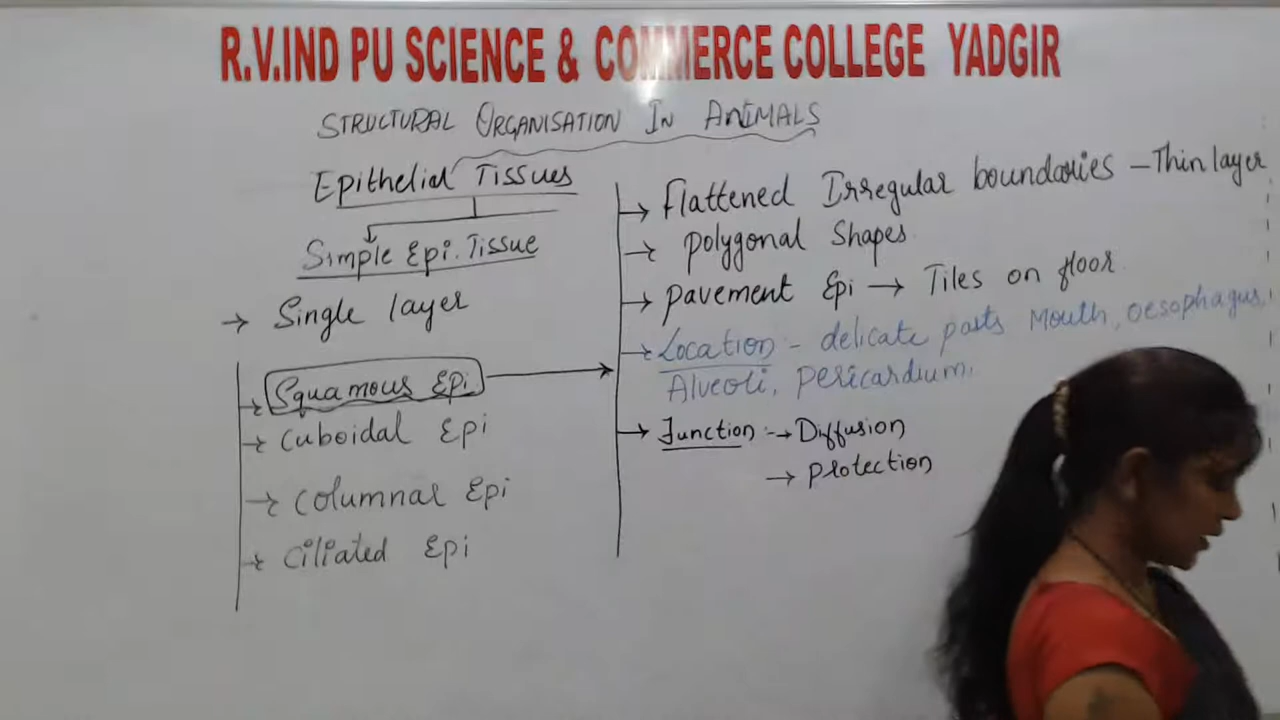 R.V.IND PU SCIENCE & COMMERCE COLLEGE YADGIR
STRUCTURAL ORGANISATION IN ANIMALS
Epithelial Tissues
Simple Epi. Tissue
→ Single layer
→ Squamous Epi
→ Cuboidal Epi
→ Columnar Epi
→ Ciliated Epi
→ Flattened Irregular boundaries – Thin layer
→ Polygonal Shapes
→ Pavement Epi → Tiles on floor
→ Location - delicate parts Mouth, Oesophagus,
Alveoli, Pericardium.
→ Function :- → Diffusion
→ Protection